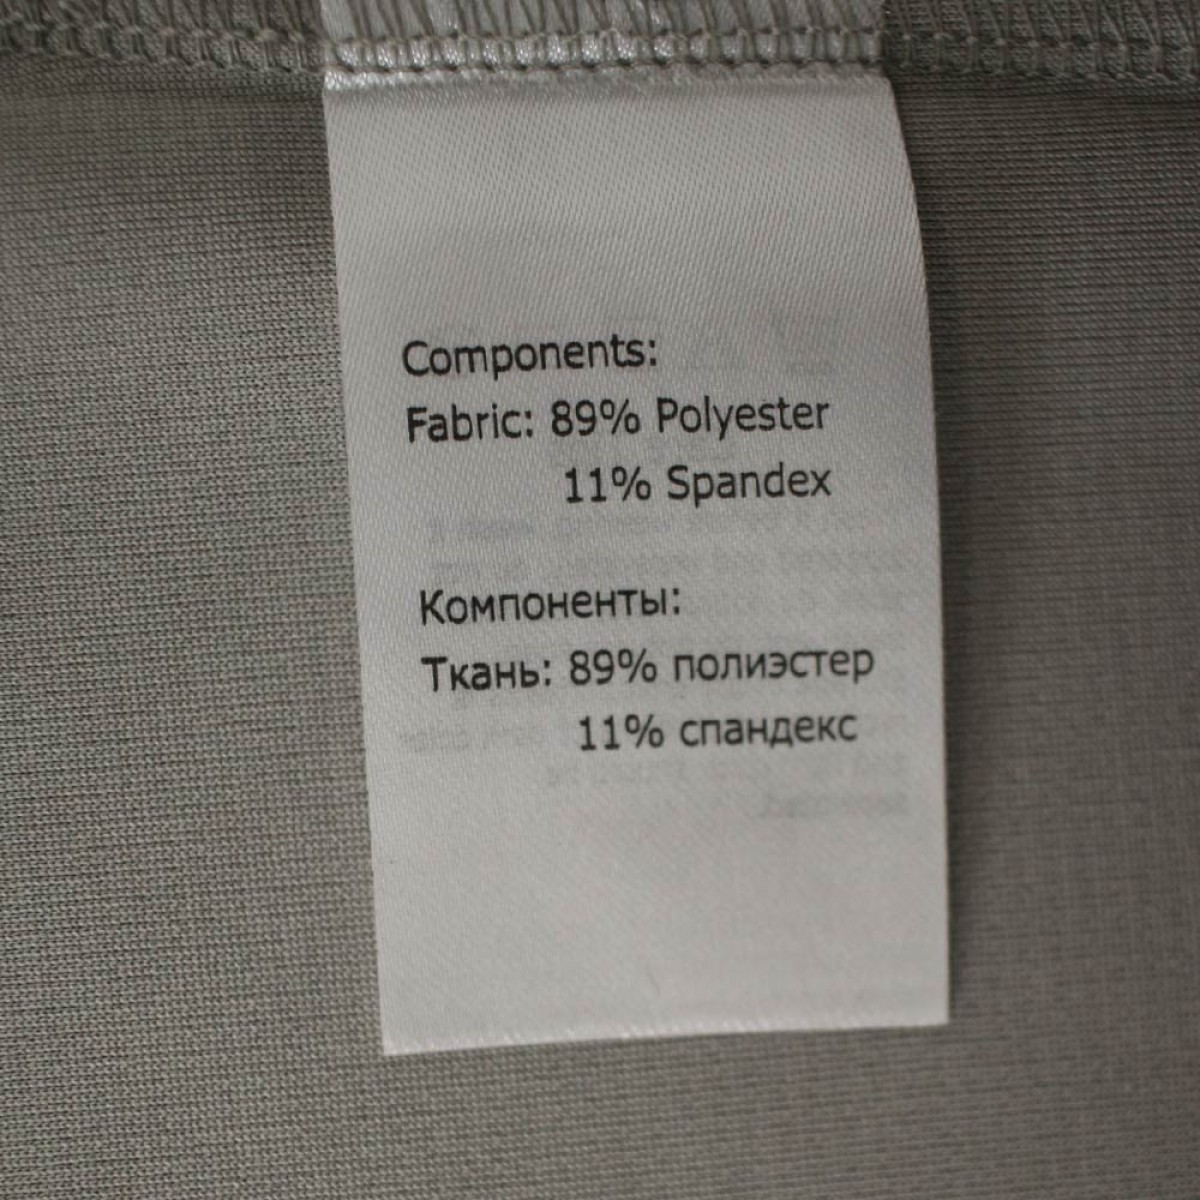 Components:
Fabric: 89% Polyester
11% Spandex
Компоненты:
Ткань: 89% полиэстер
11% спандекс